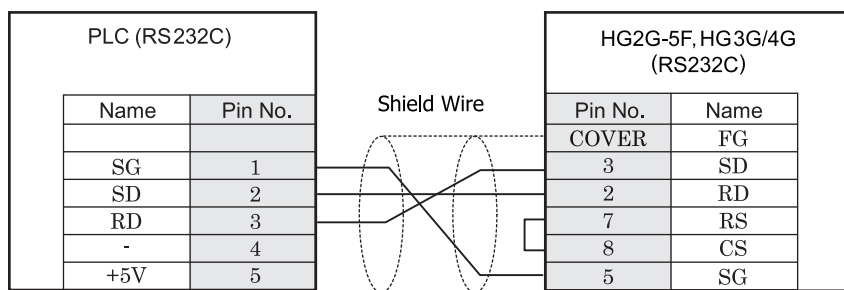 PLC (RS232C)
Name Pin No.
SG 1
SD 2
RD 3
- 4
+5V 5
Shield Wire
HG2G-5F, HG3G/4G
(RS232C)
Pin No. Name
COVER FG
3 SD
2 RD
7 RS
8 CS
5 SG